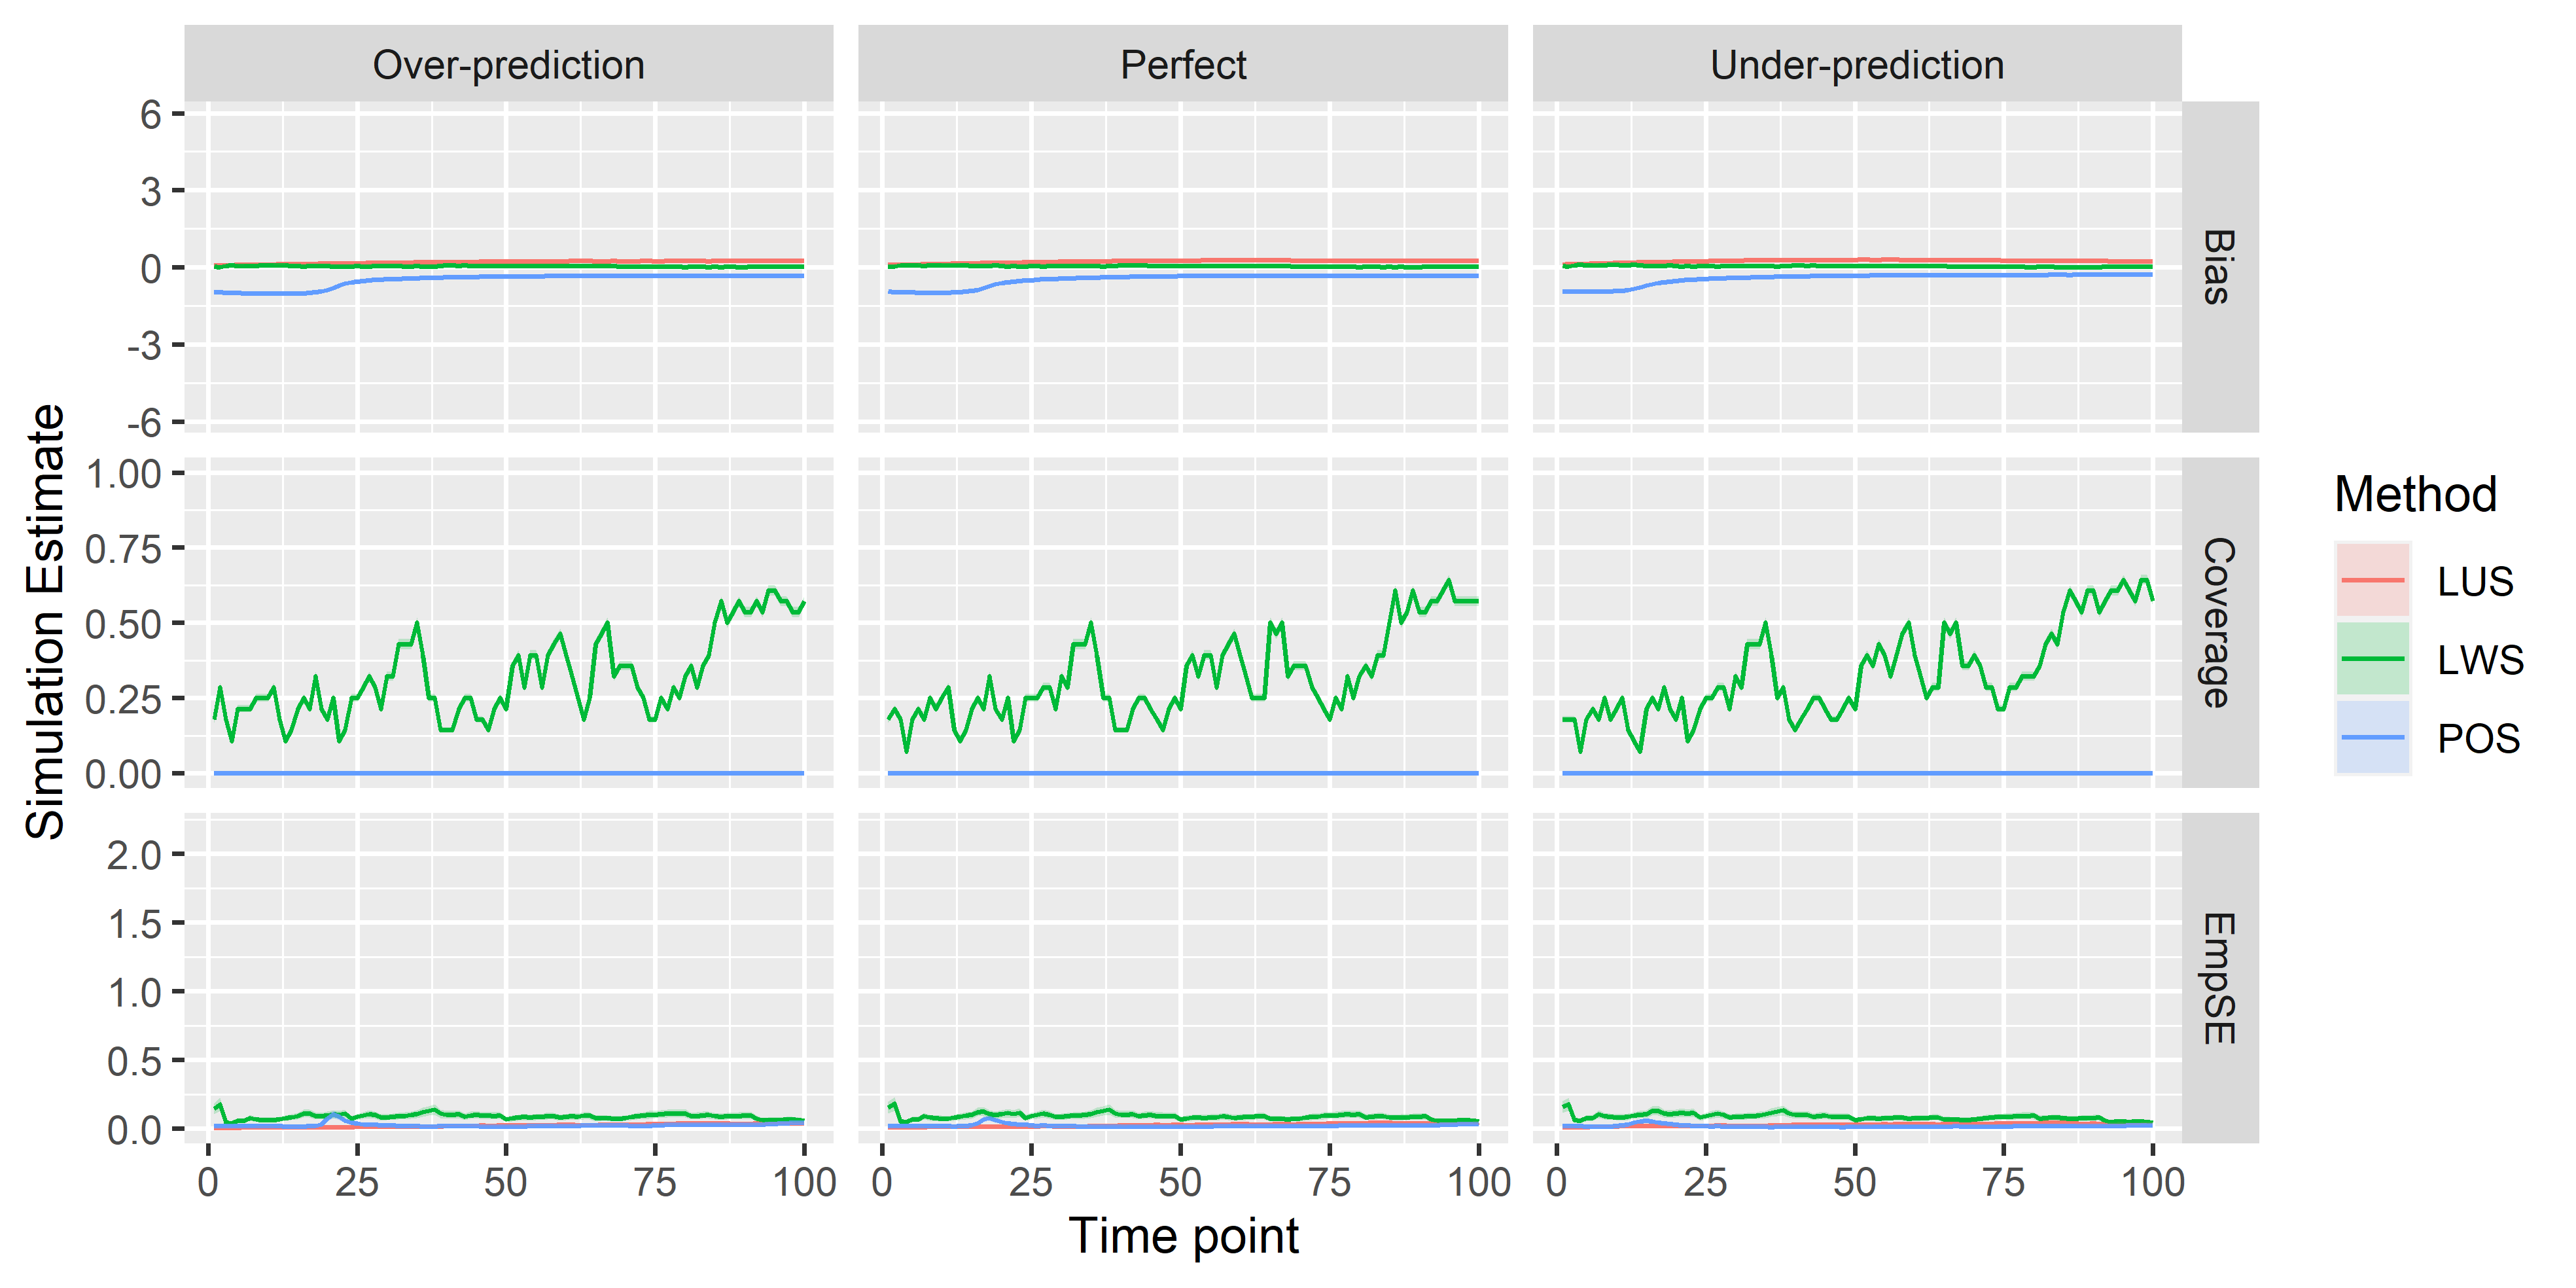 Over-prediction
Perfect
Under-prediction
6
3
0
-3
-6
Bias
1.00
0.75
0.50
0.25
0.00
Coverage
2.0
1.5
1.0
0.5
0.0
EmpSE
0 25 50 75 100
0 25 50 75 100
0 25 50 75 100
Time point
Simulation Estimate
Method
LUS
LWS
POS